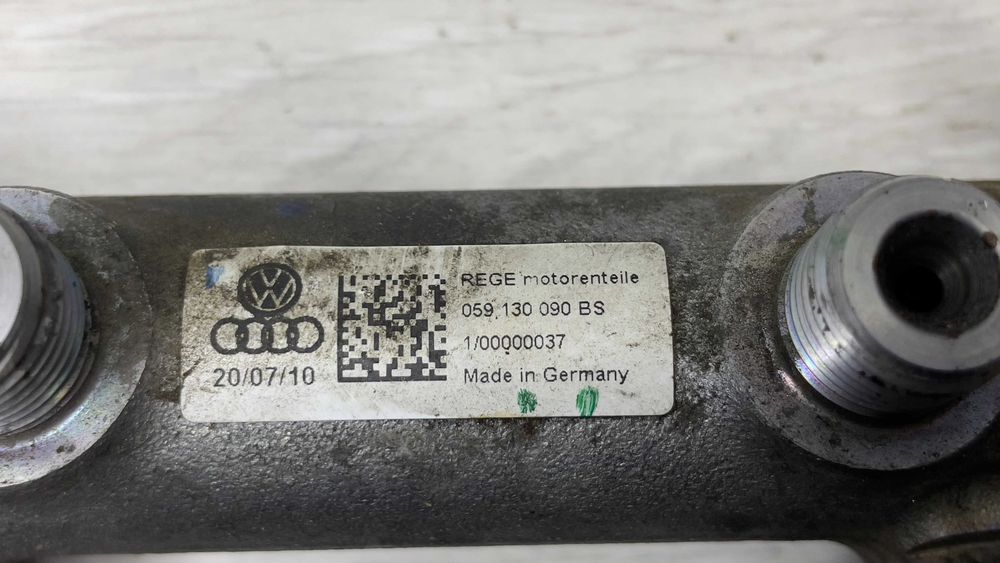 20/07/10
REGE motorenteile
059.130 090 BS
1/00000037
Made in Germany